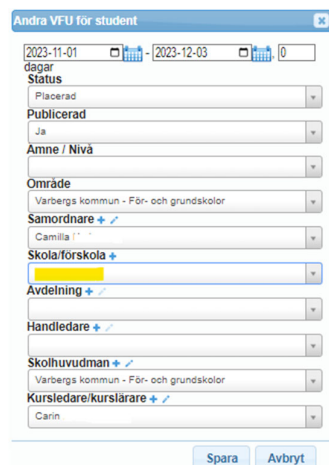 Andra VFU för student
2023-11-01 - 2023-12-03, 0
dagar
Status
Placerad
Publicerad
Ja
Amne / Nivå
Område
Varbergs kommun - För- och grundskolor
Samordnare
Camilla
Skola/förskola
Avdelning
Handledare
Skolhuvudman
Varbergs kommun - För- och grundskolor
Kursledare/kurslärare
Carin
Spara Avbryt